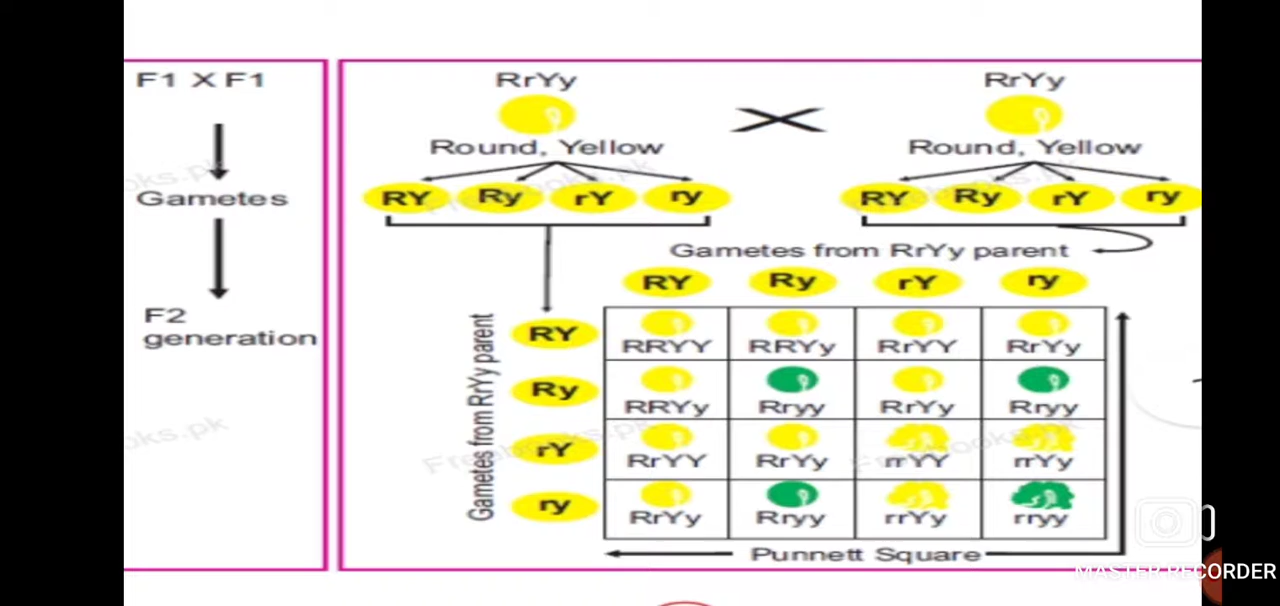 F1 X F1
Gametes
F2
generation
RrYy
RrYy
Round, Yellow
Round, Yellow
RY Ry rY ry
RY Ry rY ry
Gametes from RrYy parent
RY Ry rY ry
Gametes from RrYy parent
RY
RRYY RRYy RrYY RrYy
Ry
RRYy Rryy RrYy Rryy
rY
RrYY RrYy rrYY rrYy
ry
RrYy Rryy rrYy rryy
Punnett Square
Freebooks.pk
MASTER RECORDER